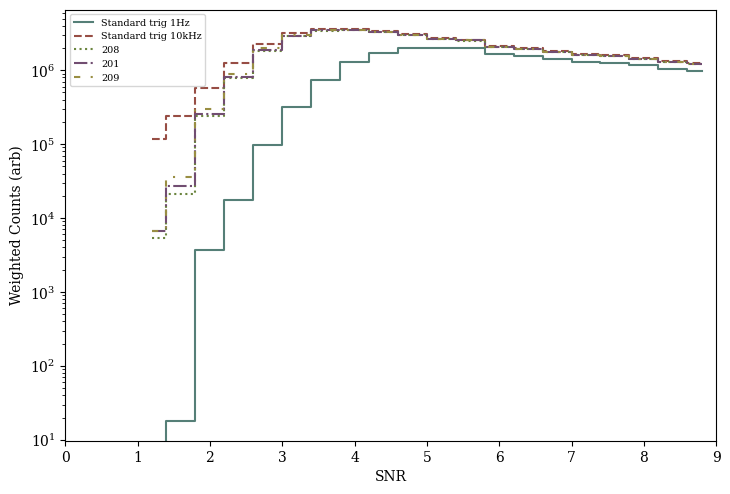 Standard trig 1Hz
Standard trig 10kHz
208
201
209
Weighted Counts (arb)
10^6
10^5
10^4
10^3
10^2
10^1
0 1 2 3 4 5 6 7 8 9
SNR